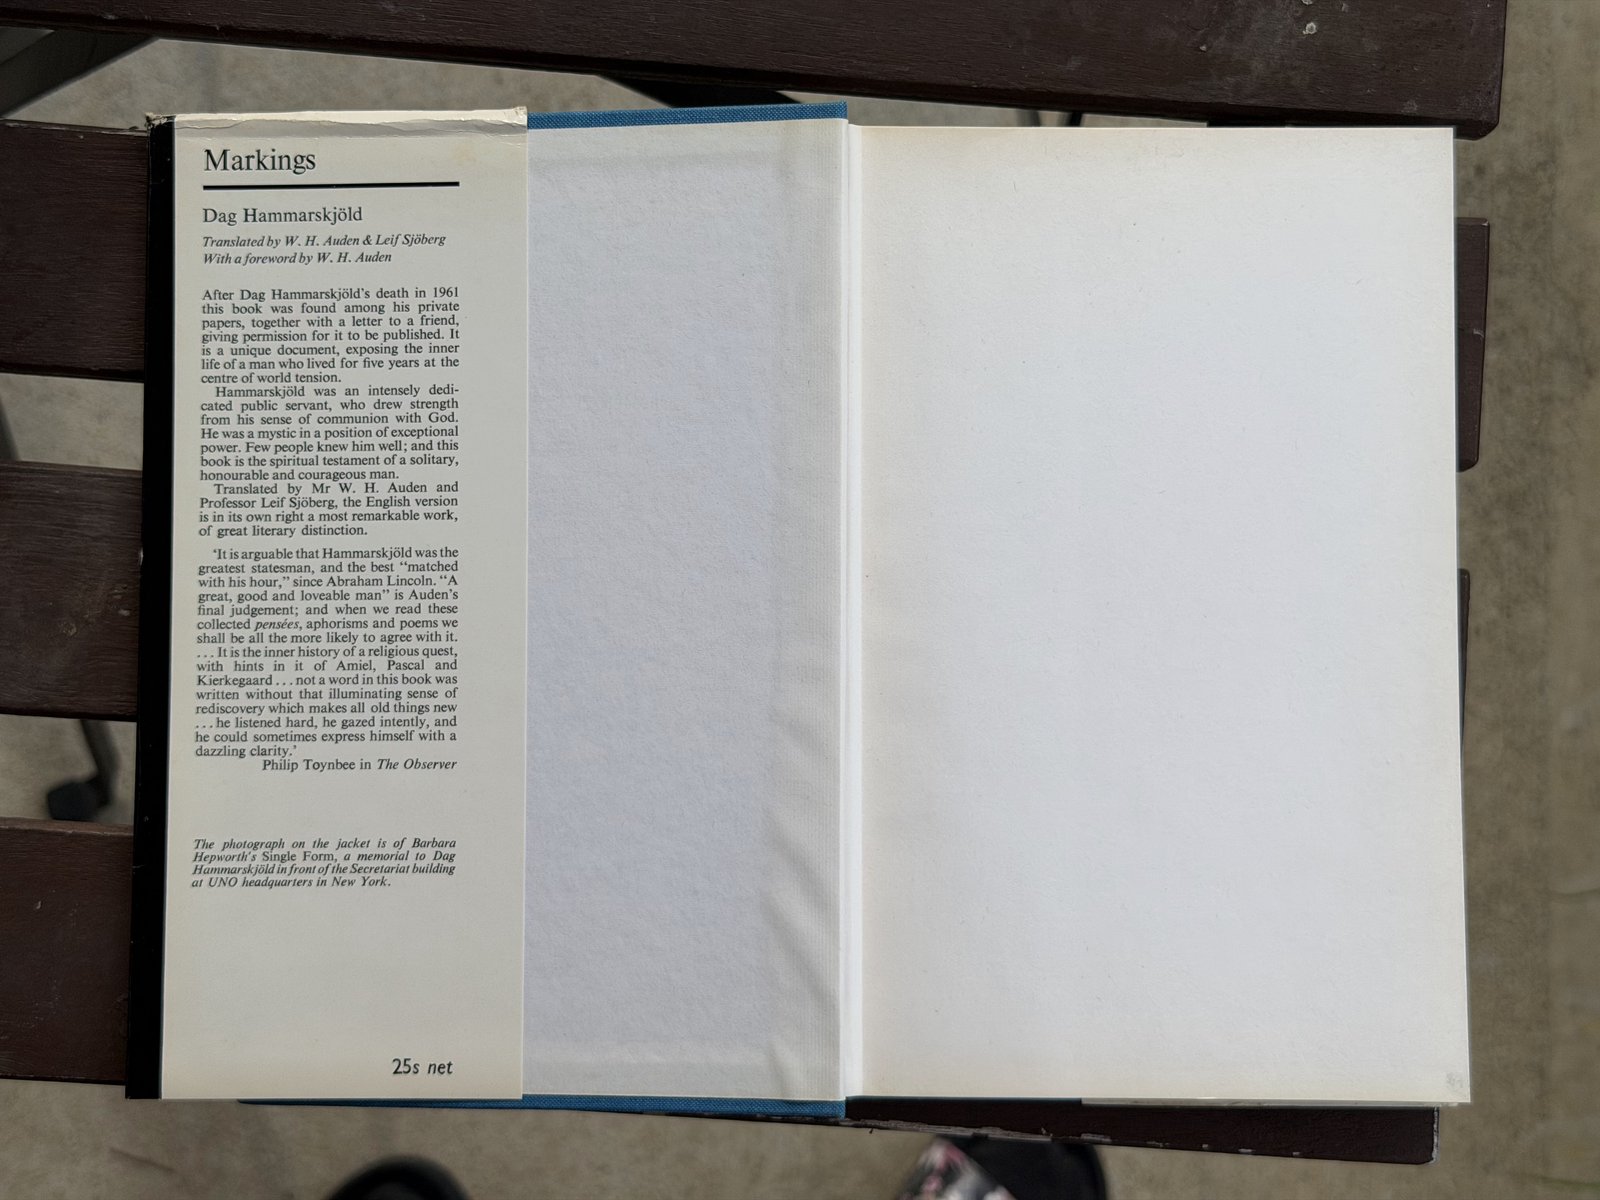 Markings
Dag Hammarskjöld
Translated by W. H. Auden & Leif Sjöberg
With a foreword by W. H. Auden
After Dag Hammarskjöld's death in 1961
this book was found among his private
papers, together with a letter to a friend,
giving permission for it to be published. It
is a unique document, exposing the inner
life of a man who lived for five years at the
centre of world tension.
Hammarskjöld was an intensely dedi-
cated public servant, who drew strength
from his sense of communion with God.
He was a mystic in a position of exceptional
power. Few people knew him well; and this
book is the spiritual testament of a solitary,
honourable and courageous man.
Translated by Mr W. H. Auden and
Professor Leif Sjöberg, the English version
is in its own right a most remarkable work,
of great literary distinction.
'It is arguable that Hammarskjöld was the
greatest statesman, and the best "matched
with his hour," since Abraham Lincoln. "A
great, good and loveable man" is Auden's
final judgement; and when we read these
collected pensées, aphorisms and poems we
shall be all the more likely to agree with it.
... It is the inner history of a religious quest,
with hints in it of Amiel, Pascal and
Kierkegaard ... not a word in this book was
written without that illuminating sense of
rediscovery which makes all old things new
... he listened hard, he gazed intently, and
he could sometimes express himself with a
dazzling clarity.'
Philip Toynbee in The Observer
The photograph on the jacket is of Barbara
Hepworth's Single Form, a memorial to Dag
Hammarskjöld in front of the Secretariat building
at UNO headquarters in New York.
25s net